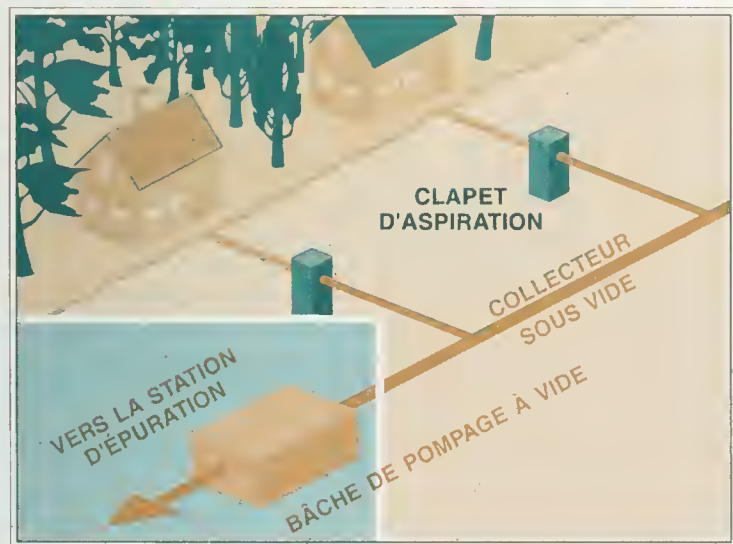 CLAPET
D'ASPIRATION
COLLECTEUR
SOUS VIDE
VERS LA STATION
D'ÉPURATION
BÂCHE DE POMPAGE À VIDE